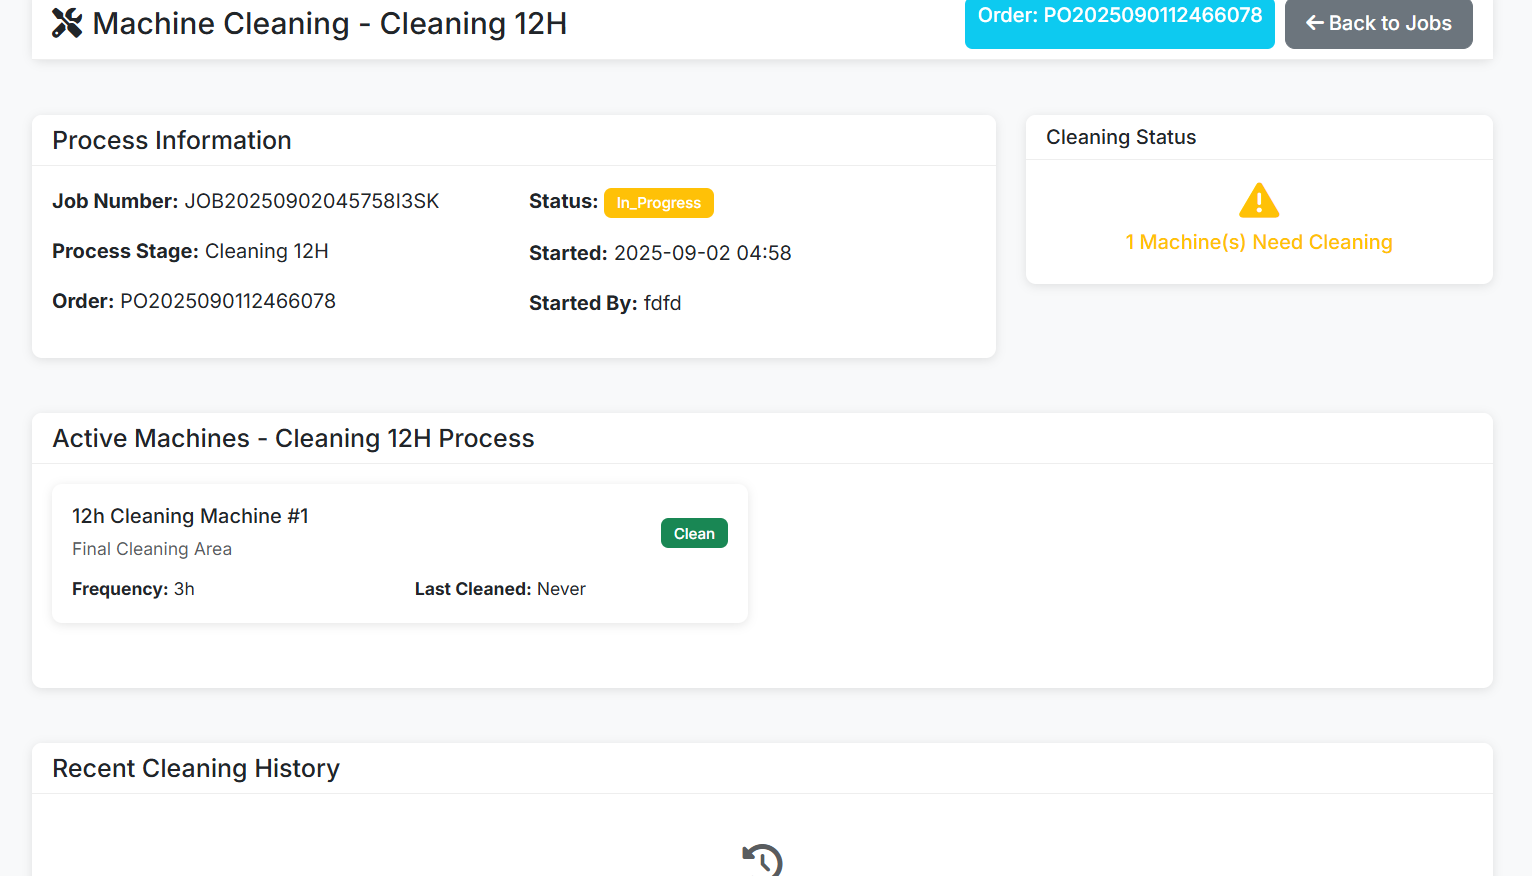 Machine Cleaning - Cleaning 12H
Order: PO2025090112466078
Back to Jobs
Process Information
Job Number: JOB20250902045758I3SK
Process Stage: Cleaning 12H
Order: PO2025090112466078
Status: In_Progress
Started: 2025-09-02 04:58
Started By: fdfd
Cleaning Status
1 Machine(s) Need Cleaning
Active Machines - Cleaning 12H Process
12h Cleaning Machine #1
Final Cleaning Area
Clean
Frequency: 3h
Last Cleaned: Never
Recent Cleaning History